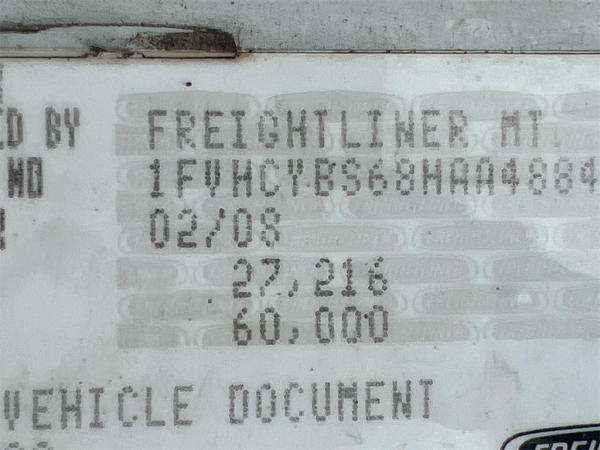 ED BY FREIGHTLINER MT.
NO 1FVHCYBS68HAA4884
02/08
27,216
60,000
VEHICLE DOCUMENT